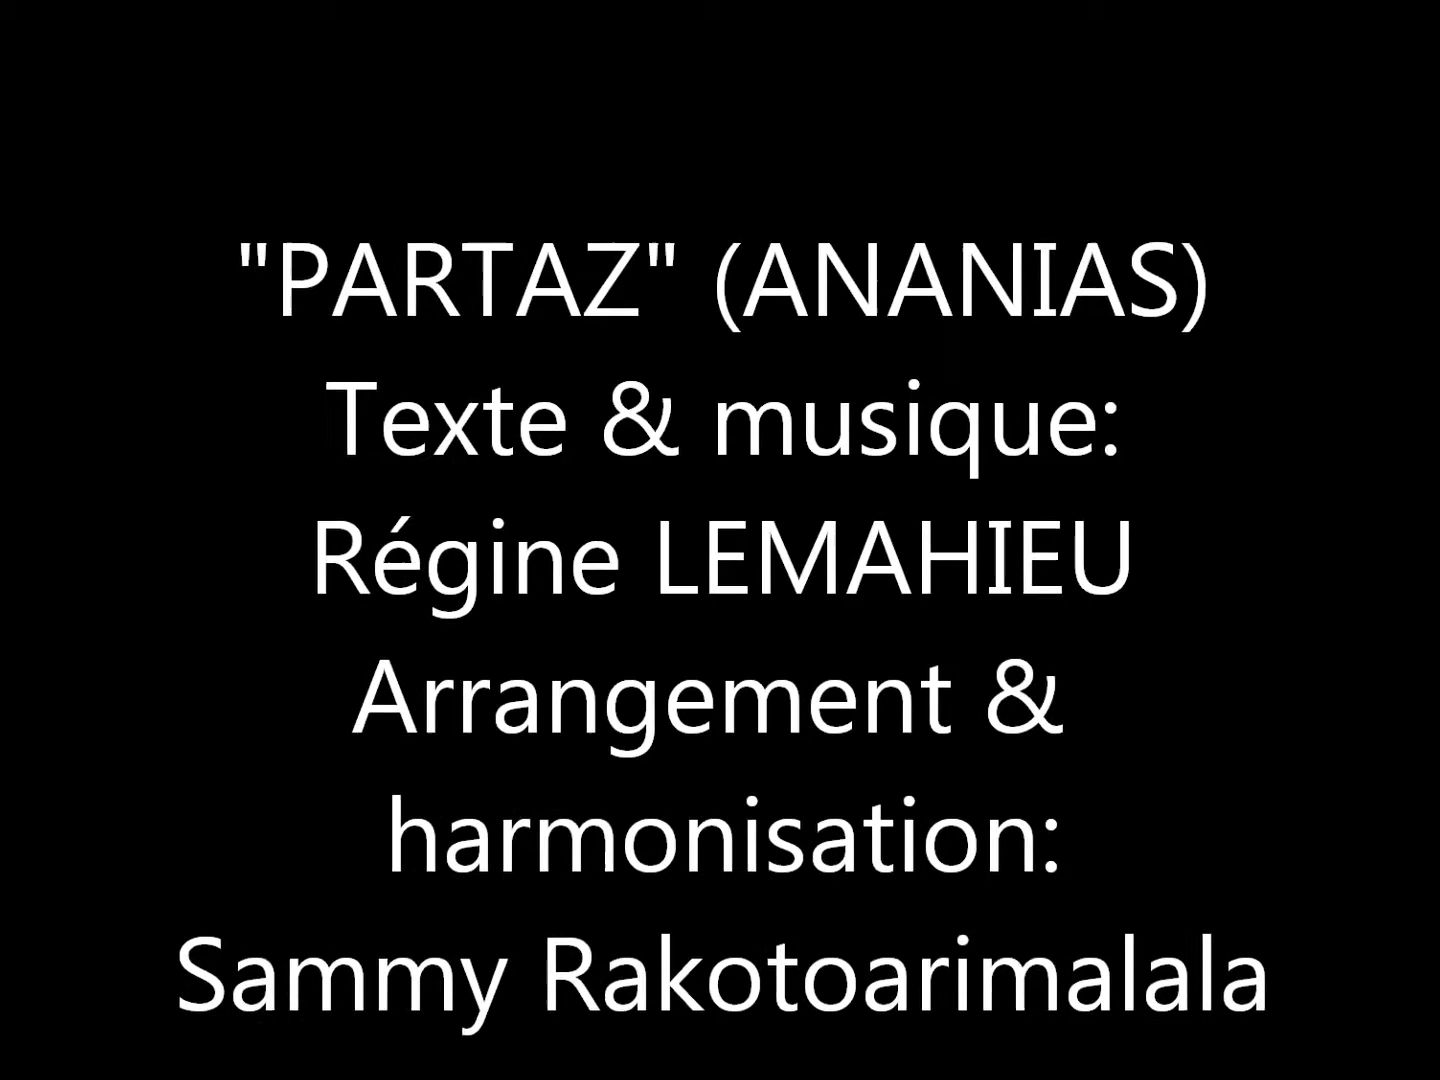 "PARTAZ" (ANANIAS)
Texte & musique:
Régine LEMAHIEU
Arrangement &
harmonisation:
Sammy Rakotoarimalala